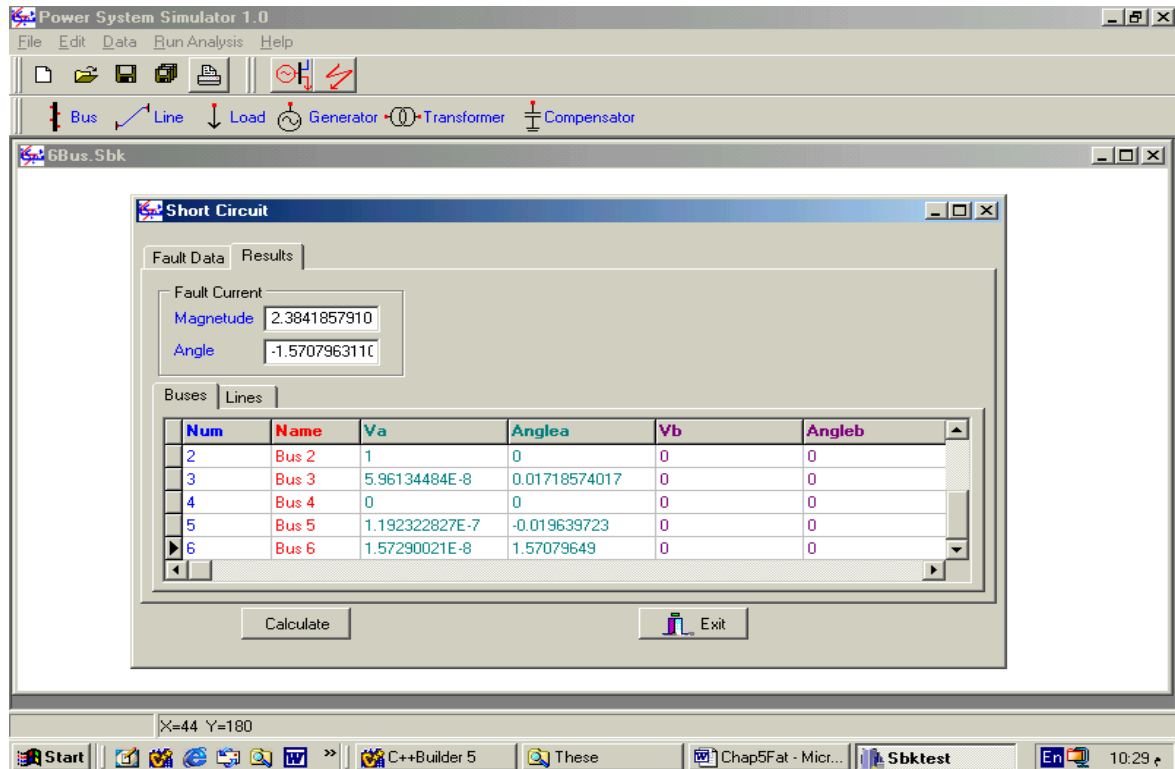 Power System Simulator 1.0
File Edit Data Run Analysis Help
Bus Line Load Generator Transformer Compensator
6Bus.Sbk
Short Circuit
Fault Data Results
Fault Current
Magnetude 2.3841857910
Angle -1.570796311
Buses Lines
Num Name Va Anglea Vb Angleb
2 Bus 2 1 0 0 0
3 Bus 3 5.96134484E-8 0.01718574017 0 0
4 Bus 4 0 0 0 0
5 Bus 5 1.192322827E-7 -0.019639723 0 0
6 Bus 6 1.57290021E-8 1.57079649 0 0
Calculate Exit
X=44 Y=180
Start » C++Builder 5 These Chap5Fat - Micr... Sbktest En 10:29 م